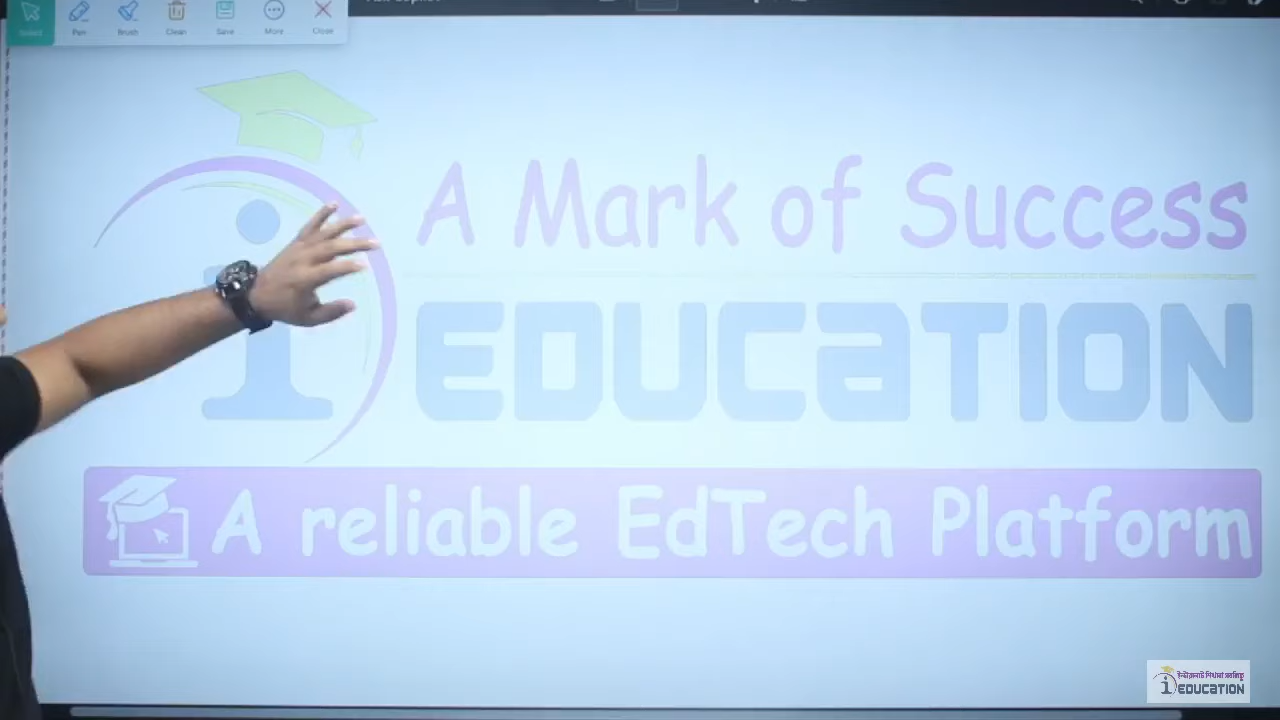 Select Pen Brush Clean Save More Close
A Mark of Success
i EDUCATION
A reliable EdTech Platform
i EDUCATION